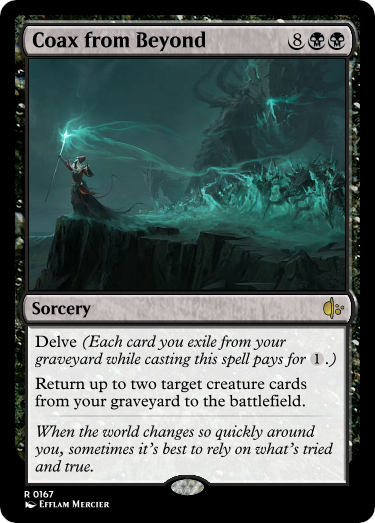 Coax from Beyond 8
Sorcery
Delve (Each card you exile from your
graveyard while casting this spell pays for 1.)
Return up to two target creature cards
from your graveyard to the battlefield.
When the world changes so quickly around
you, sometimes it's best to rely on what's tried
and true.
R 0167
Efflam Mercier